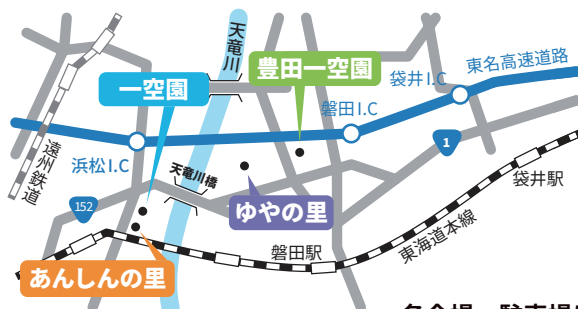 天竜川
一空園
豊田一空園
袋井I.C
東名高速道路
磐田I.C
遠州鉄道
浜松I.C
天竜川橋
1
袋井駅
152
ゆやの里
東海道本線
磐田駅
あんしんの里